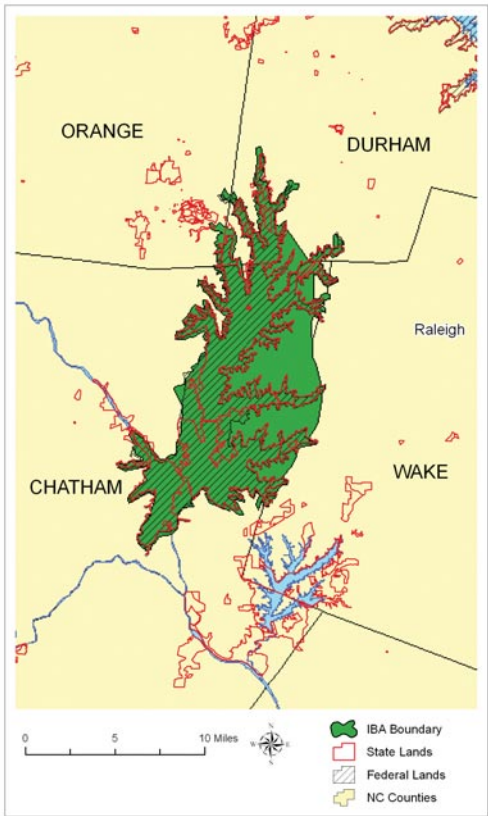 ORANGE
DURHAM
Raleigh
WAKE
CHATHAM
0 5 10 Miles
N
W E
S
IBA Boundary
State Lands
Federal Lands
NC Counties